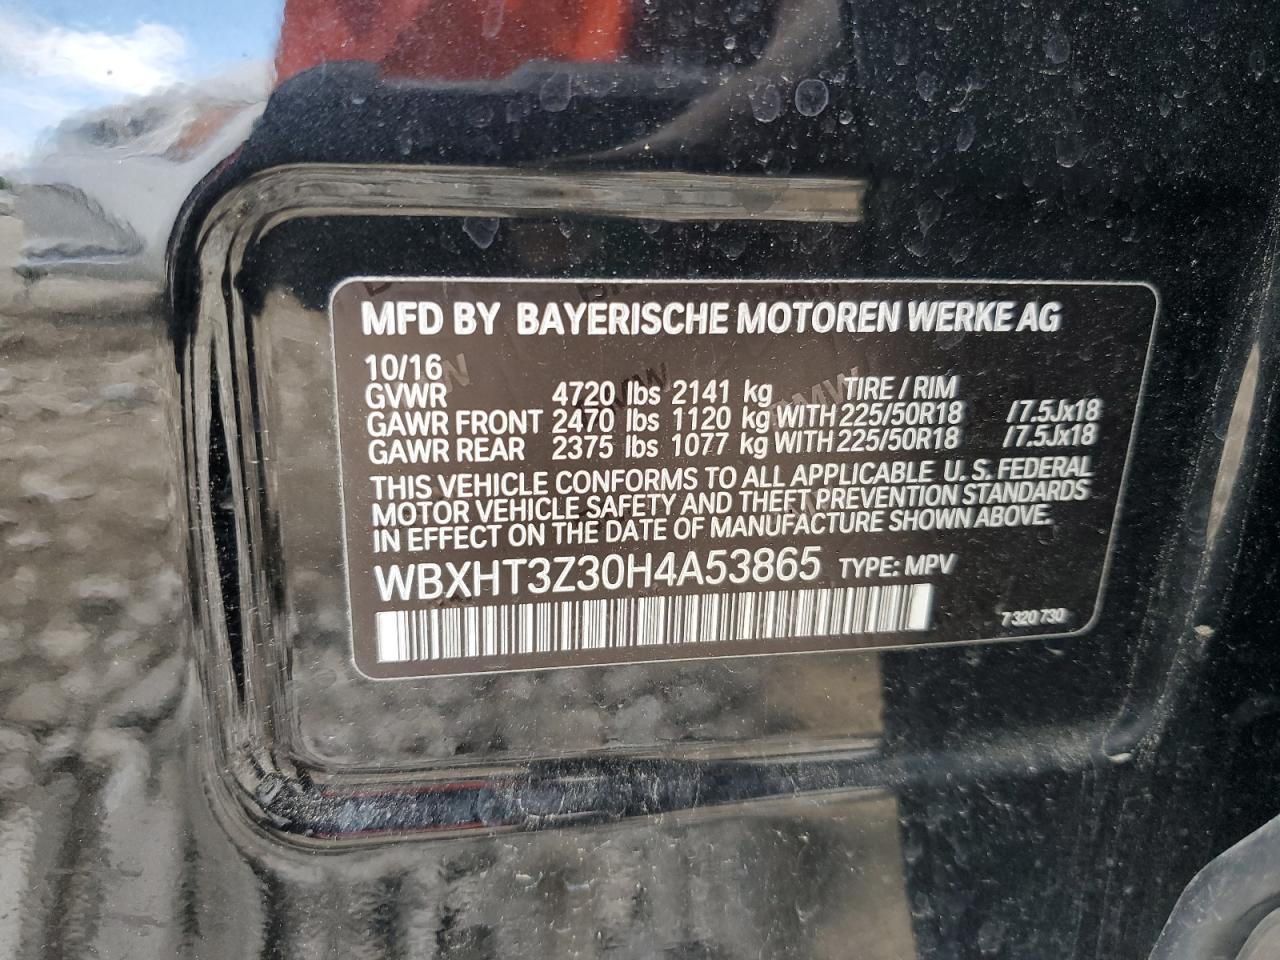 MFD BY BAYERISCHE MOTOREN WERKE AG
10/16
GVWR 4720 lbs 2141 kg TIRE / RIM
GAWR FRONT 2470 lbs 1120 kg WITH 225/50R18 /7.5Jx18
GAWR REAR 2375 lbs 1077 kg WITH 225/50R18 /7.5Jx18
THIS VEHICLE CONFORMS TO ALL APPLICABLE U. S. FEDERAL
MOTOR VEHICLE SAFETY AND THEFT PREVENTION STANDARDS
IN EFFECT ON THE DATE OF MANUFACTURE SHOWN ABOVE.
WBXHT3Z30H4A53865 TYPE: MPV
7 320 730